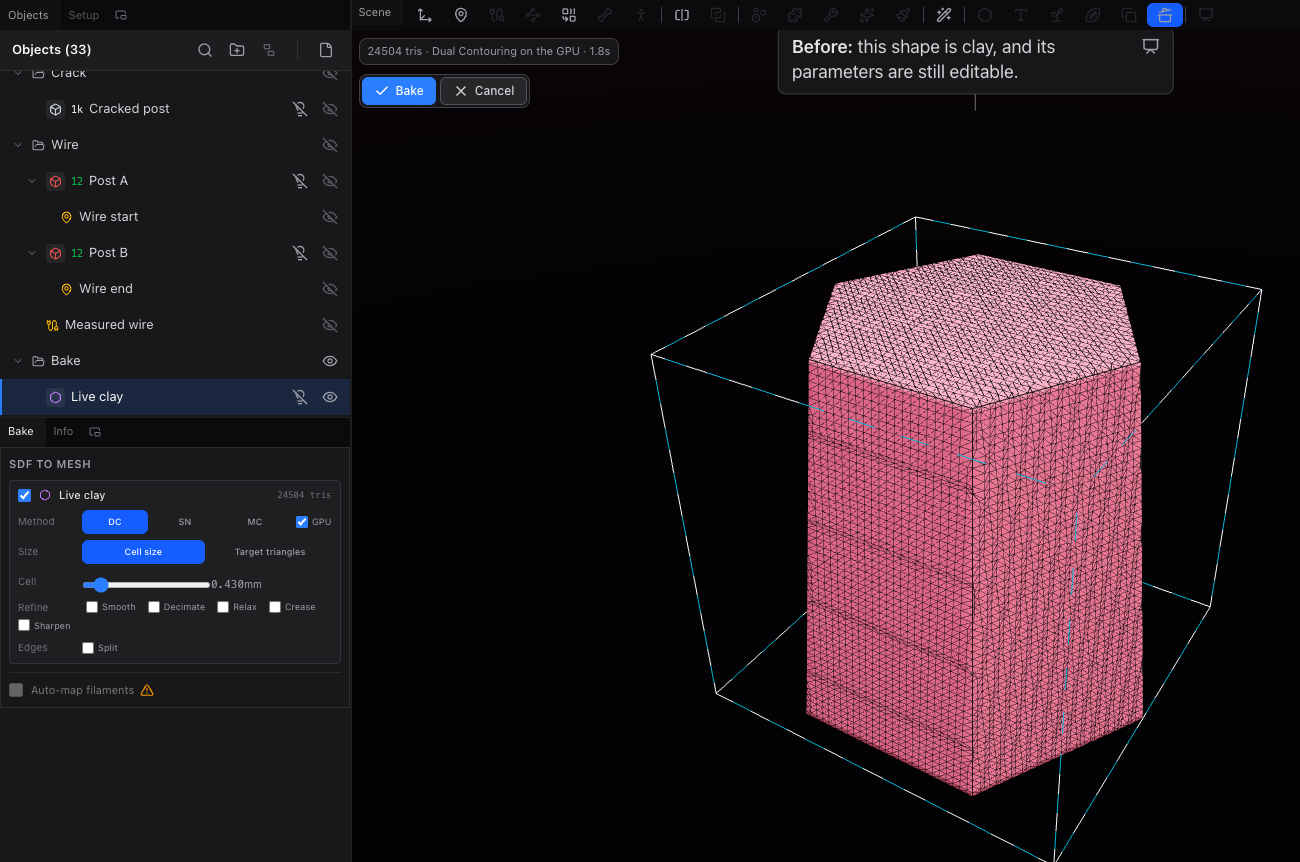 Objects
Setup
Scene
Objects (33)
24504 tris · Dual Contouring on the GPU · 1.8s
Bake
Cancel
Before: this shape is clay, and its
parameters are still editable.
Crack
1k Cracked post
Wire
12 Post A
Wire start
12 Post B
Wire end
Measured wire
Bake
Live clay
Bake
Info
SDF TO MESH
Live clay
24504 tris
Method
DC
SN
MC
GPU
Size
Cell size
Target triangles
Cell
0.430mm
Refine
Smooth
Decimate
Relax
Crease
Sharpen
Edges
Split
Auto-map filaments